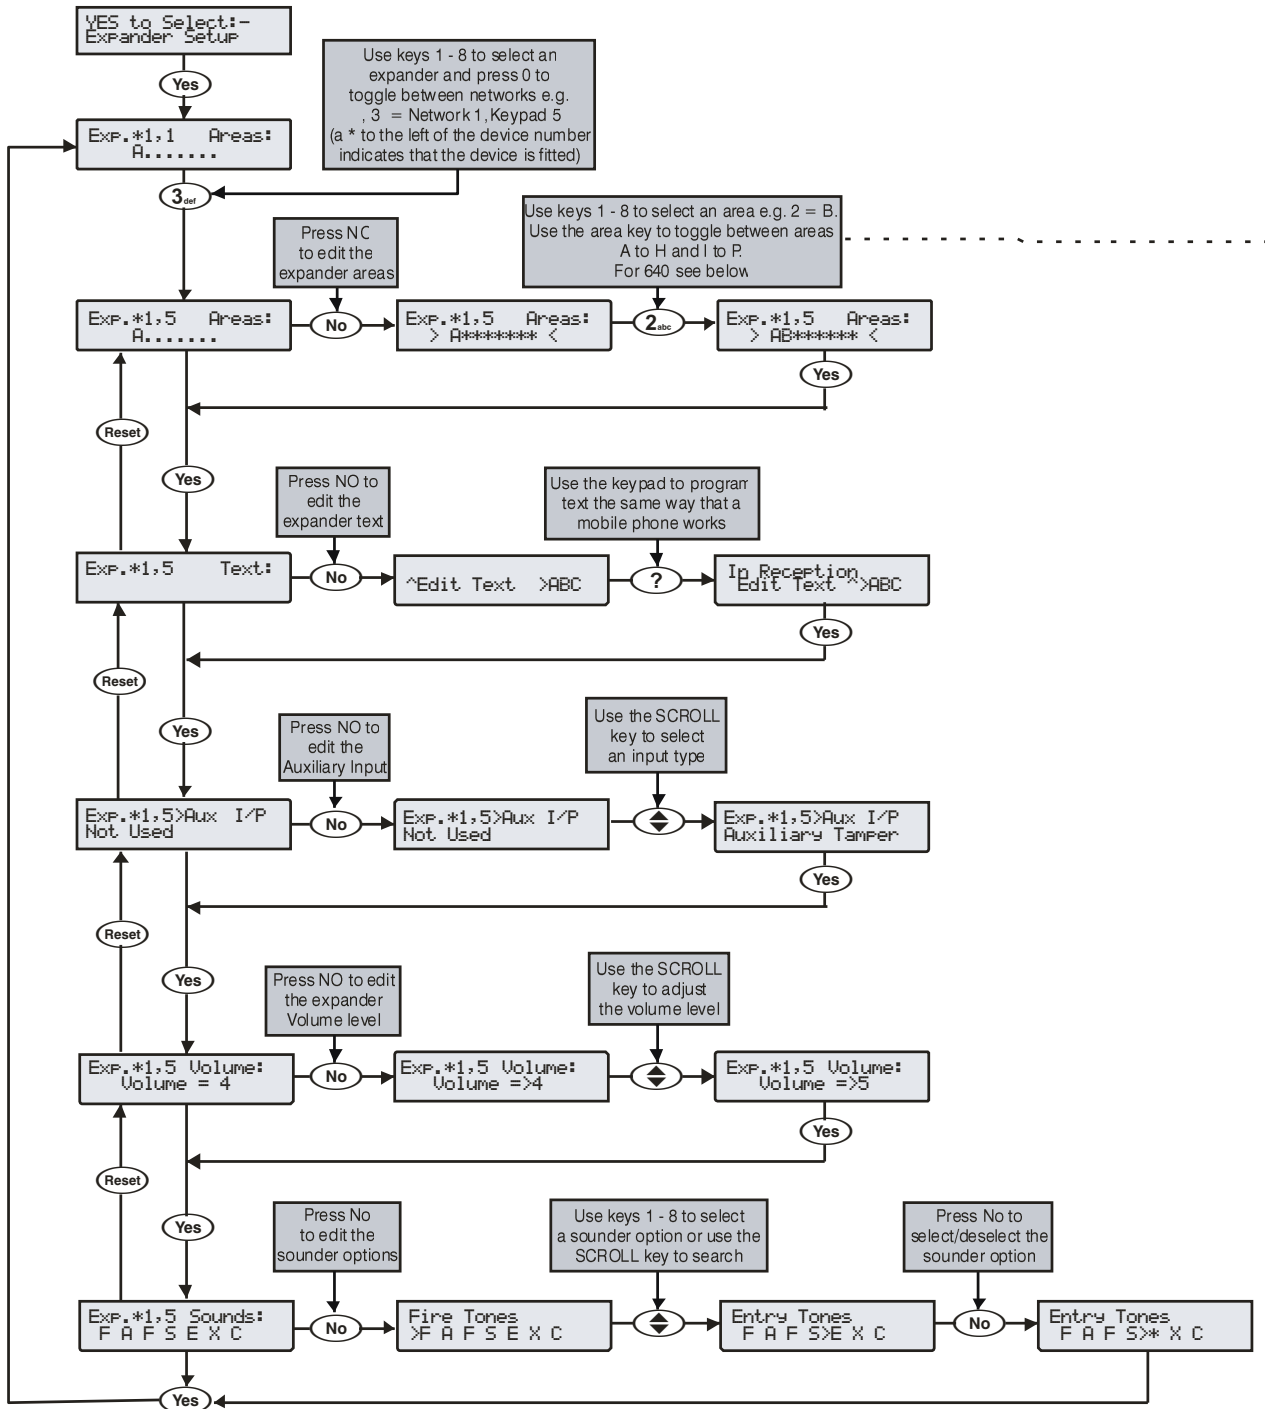 YES to Select:-
Expander Setup
Yes
Use keys 1 - 8 to select an
expander and press 0 to
toggle between networks e.g.
, 3 = Network 1, Keypad 5
(a * to the left of the device number
indicates that the device is fitted)
Exp.*1,1 Areas:
A.......
3def
Press NO
to edit the
expander areas
Use keys 1 - 8 to select an area e.g. 2 = B.
Use the area key to toggle between areas
A to H and I to P.
For 640 see below
Exp.*1,5 Areas:
A.......
No
Exp.*1,5 Areas:
> A******* <
2abc
Exp.*1,5 Areas:
> AB****** <
Yes
Reset
Yes
Press NO to
edit the
expander text
Use the keypad to program
text the same way that a
mobile phone works
Exp.*1,5 Text:
No
^Edit Text >ABC
?
In Reception
Edit Text ^>ABC
Yes
Reset
Yes
Press NO to
edit the
Auxiliary Input
Use the SCROLL
key to select
an input type
Exp.*1,5>Aux I/P
Not Used
No
Exp.*1,5>Aux I/P
Not Used
Exp.*1,5>Aux I/P
Auxiliary Tamper
Yes
Reset
Yes
Press NO to edit
the expander
Volume level
Use the SCROLL
key to adjust
the volume level
Exp.*1,5 Volume:
Volume = 4
No
Exp.*1,5 Volume:
Volume =>4
Exp.*1,5 Volume:
Volume =>5
Yes
Reset
Yes
Press No
to edit the
sounder options
Use keys 1 - 8 to select
a sounder option or use the
SCROLL key to search
Press No to
select/deselect the
sounder option
Exp.*1,5 Sounds:
F A F S E X C
No
Fire Tones
>F A F S E X C
Entry Tones
F A F S>E X C
No
Entry Tones
F A F S>* X C
Yes